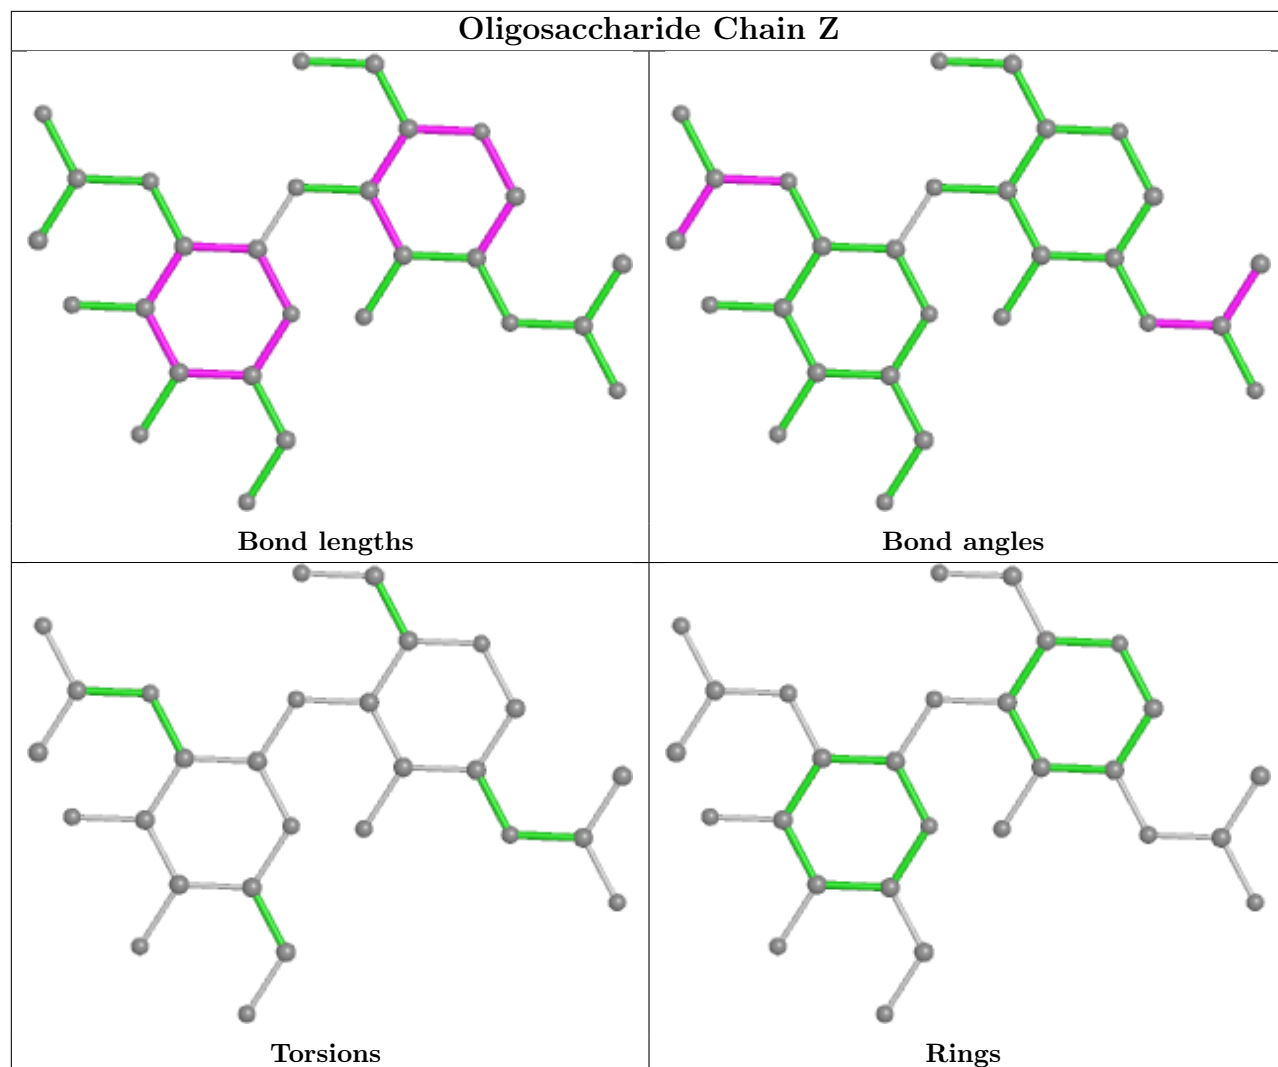 Oligosaccharide Chain Z
Bond lengths
Bond angles
Torsions
Rings